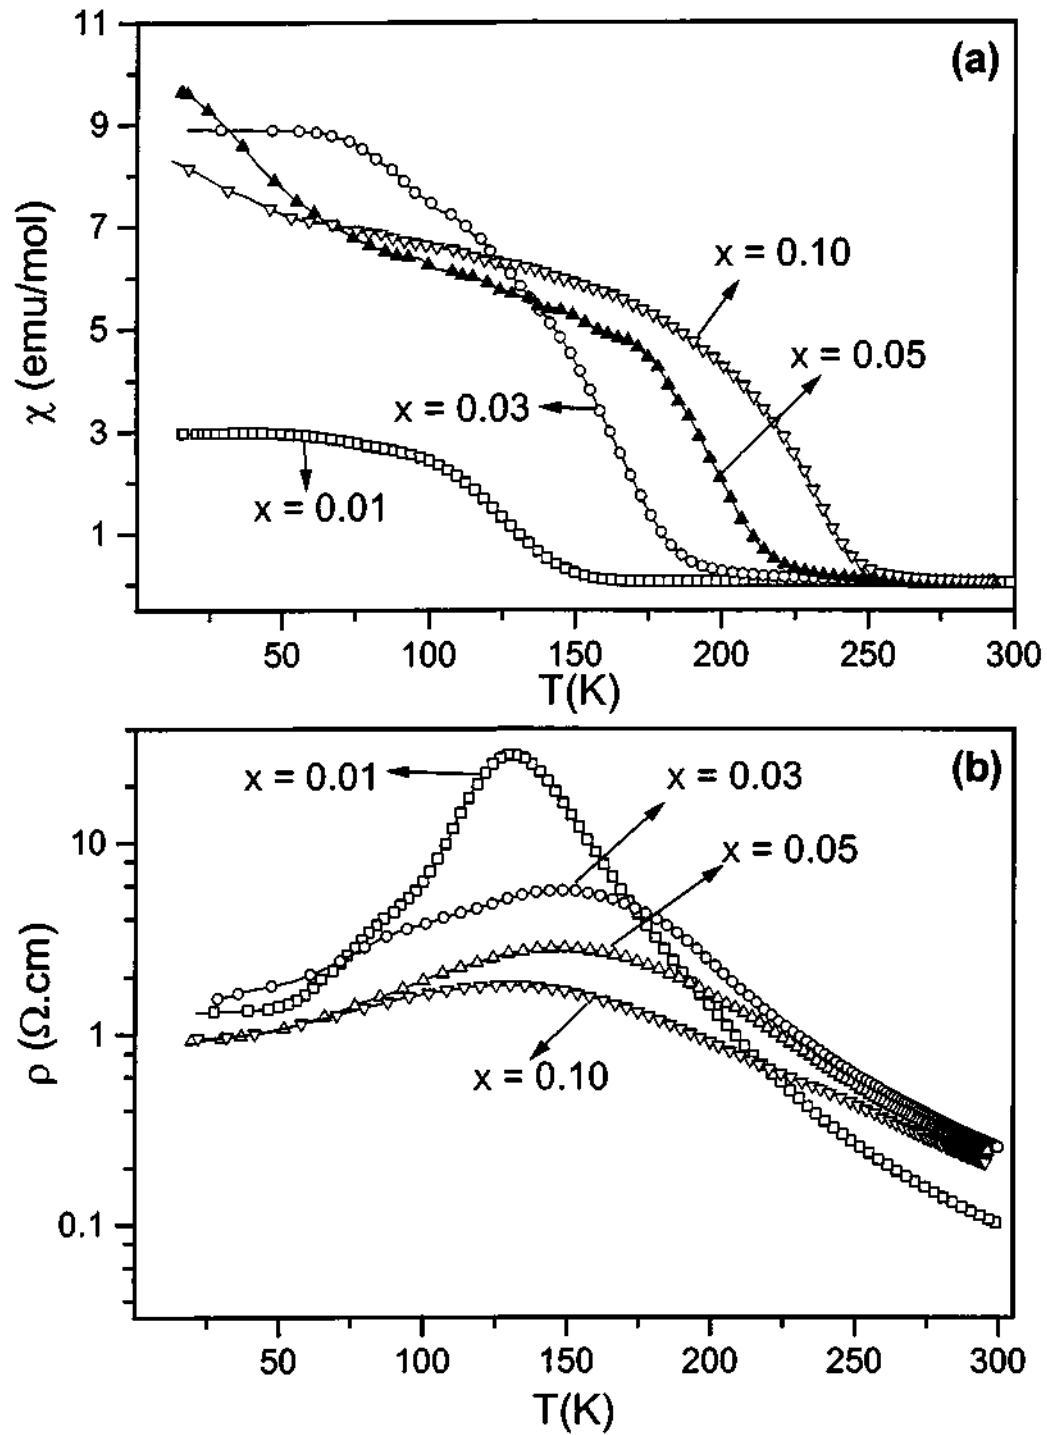 11
(a)
9
7
x = 0.10
χ (emu/mol)
5
x = 0.05
x = 0.03
3
x = 0.01
1
50 100 150 200 250 300
T(K)
(b)
x = 0.01
x = 0.03
10
x = 0.05
ρ (Ω.cm)
1
x = 0.10
0.1
50 100 150 200 250 300
T(K)